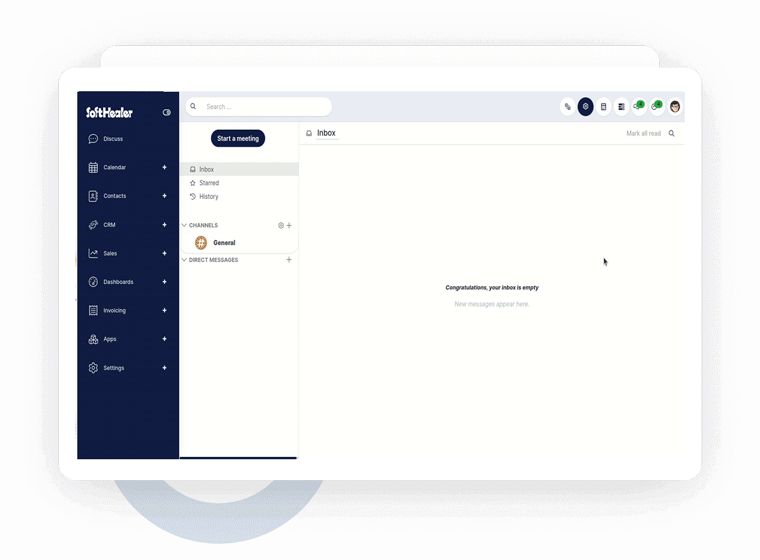 SoftHealer
Search ...
Discuss
Calendar
Contacts
CRM
Sales
Dashboards
Invoicing
Apps
Settings
Start a meeting
Inbox
Starred
History
CHANNELS
General
DIRECT MESSAGES
Inbox
Mark all read
Congratulations, your inbox is empty
New messages appear here.